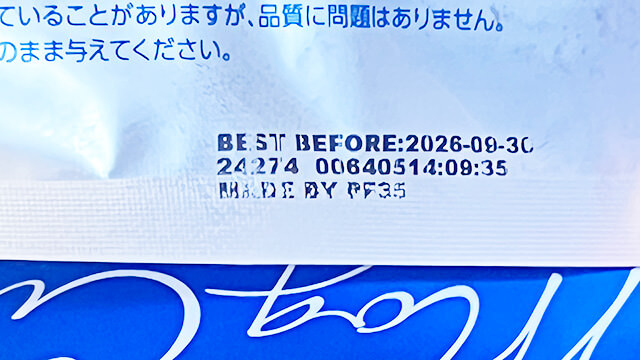 ていることがありますが、品質に問題はありません。
のまま与えてください。
BEST BEFORE:2026-09-30
24274 00640514:09:35
MADE BY PF35